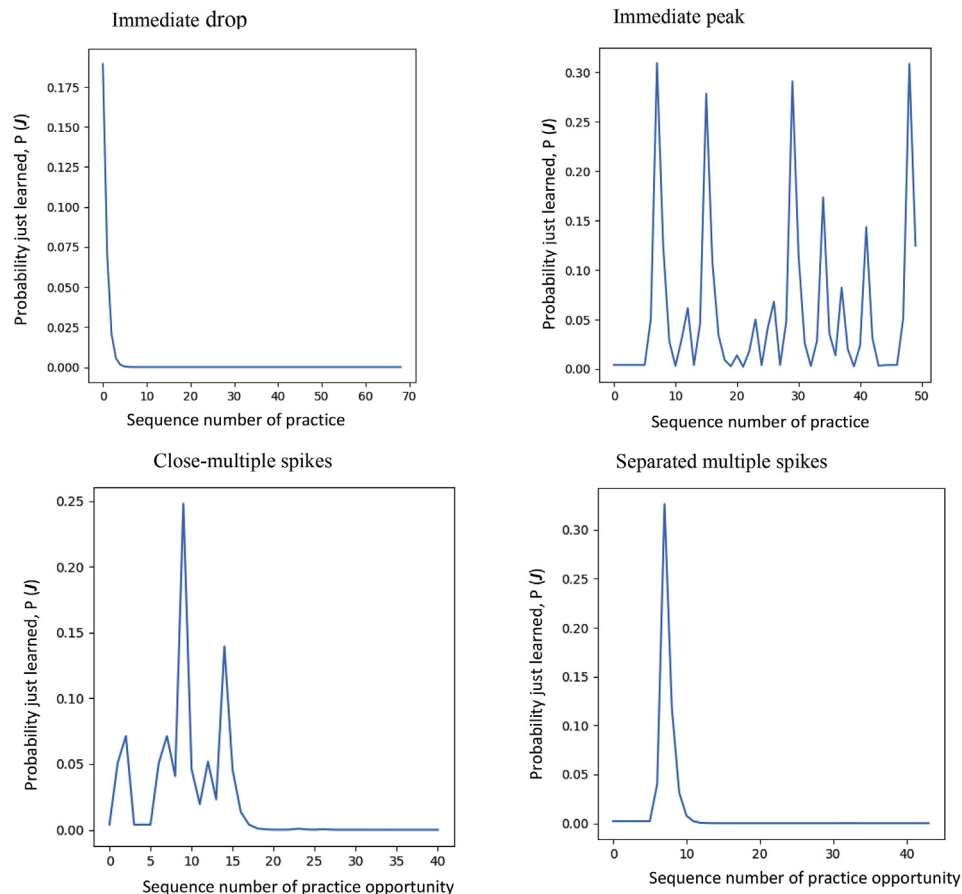 Immediate drop
Probability just learned, P (J)
0.175
0.150
0.125
0.100
0.075
0.050
0.025
0.000
0 10 20 30 40 50 60 70
Sequence number of practice
Immediate peak
Probability just learned, P (J)
0.30
0.25
0.20
0.15
0.10
0.05
0.00
0 10 20 30 40 50
Sequence number of practice
Close-multiple spikes
Probability just learned, P (J)
0.25
0.20
0.15
0.10
0.05
0.00
0 5 10 15 20 25 30 35 40
Sequence number of practice opportunity
Separated multiple spikes
Probability just learned, P (J)
0.30
0.25
0.20
0.15
0.10
0.05
0.00
0 10 20 30 40
Sequence number of practice opportunity